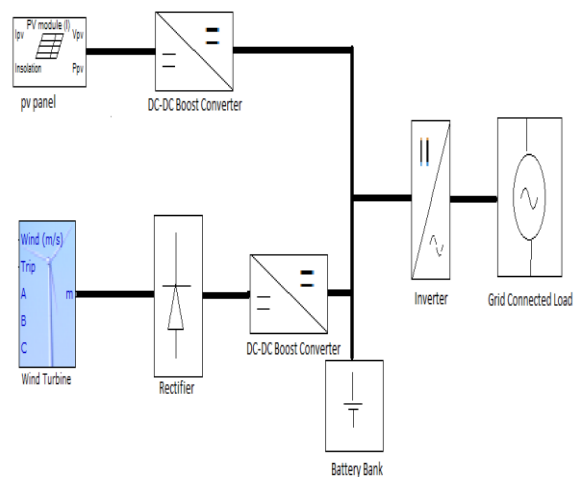 PV module (I)
Ipv
Vpv
Insolation
Ppv
pv panel
DC-DC Boost Converter
Wind (m/s)
Trip
A
m
B
C
Wind Turbine
Rectifier
DC-DC Boost Converter
Inverter
Grid Connected Load
Battery Bank